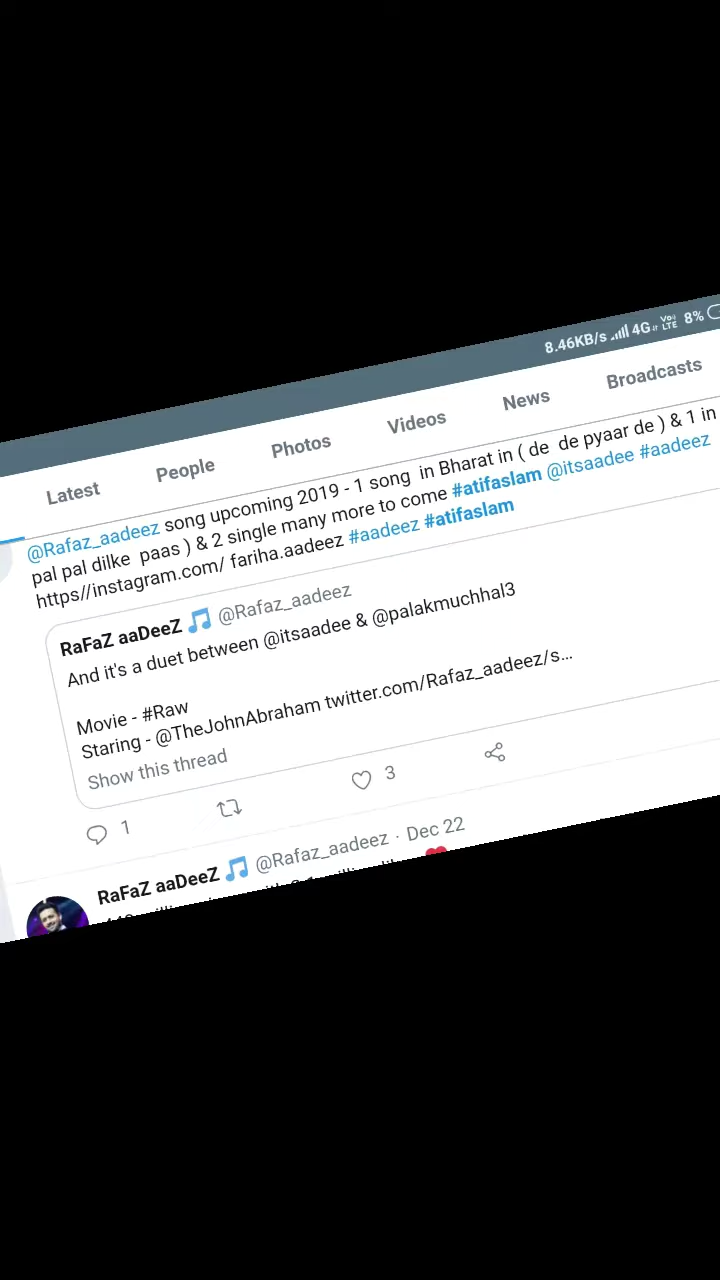 8.46KB/s 4G Vo)) LTE 8%
Latest People Photos Videos News Broadcasts
@Rafaz_aadeez song upcoming 2019 - 1 song in Bharat in ( de de pyaar de ) & 1 in
pal pal dilke paas ) & 2 single many more to come #atifaslam @itsaadee #aadeez
https//instagram.com/ fariha.aadeez #aadeez #atifaslam
RaFaZ aaDeeZ 🎵 @Rafaz_aadeez
And it's a duet between @itsaadee & @palakmuchhal3
Movie - #Raw
Staring - @TheJohnAbraham twitter.com/Rafaz_aadeez/s...
Show this thread
1 3
RaFaZ aaDeeZ 🎵 @Rafaz_aadeez · Dec 22